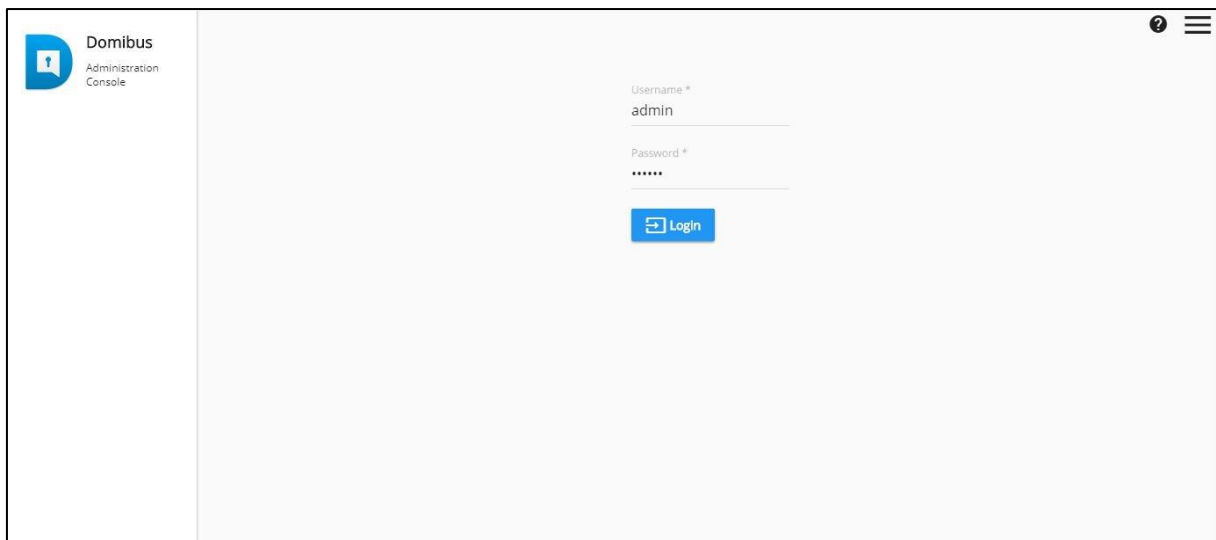 Domibus
Administration
Console
Username *
admin
Password *
••••••
Login